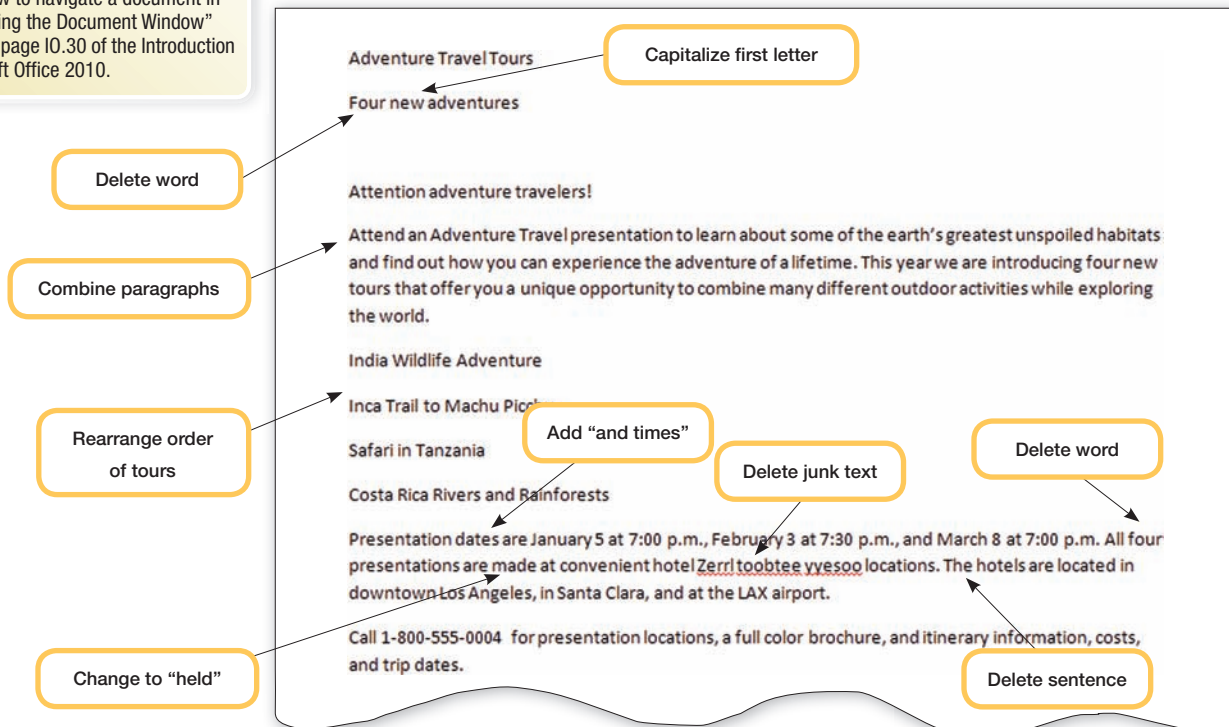 w to navigate a document in
ing the Document Window”
page IO.30 of the Introduction
ft Office 2010.
Capitalize first letter
Adventure Travel Tours
Four new adventures
Delete word
Attention adventure travelers!
Attend an Adventure Travel presentation to learn about some of the earth’s greatest unspoiled habitats
and find out how you can experience the adventure of a lifetime. This year we are introducing four new
tours that offer you a unique opportunity to combine many different outdoor activities while exploring
the world.
Combine paragraphs
India Wildlife Adventure
Inca Trail to Machu
Rearrange order
of tours
Add “and times”
Safari in Tanzania
Delete junk text
Delete word
Costa Rica Rivers and Rainforests
Presentation dates are January 5 at 7:00 p.m., February 3 at 7:30 p.m., and March 8 at 7:00 p.m. All four
presentations are made at convenient hotel Zerrl toobtee yyesoo locations. The hotels are located in
downtown Los Angeles, in Santa Clara, and at the LAX airport.
Call 1-800-555-0004 for presentation locations, a full color brochure, and itinerary information, costs,
and trip dates.
Change to “held”
Delete sentence